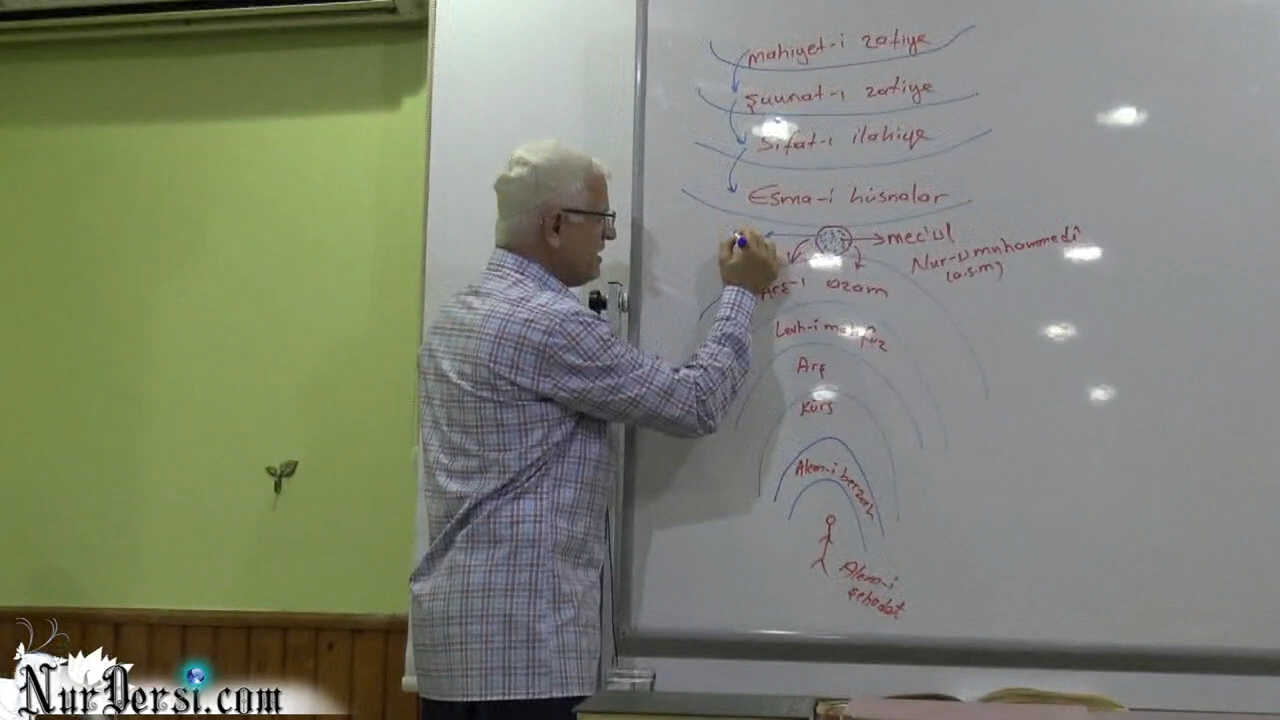 mahiyet-i zatiye
şuunat-ı zatiye
Sıfat-ı ilahiye
Esma-i hüsnalar
mec'ul
Nur-u muhammedi
(a.s.m)
Arş-ı azam
Levh-i mahfuz
Arş
Kürs
Alem-i berzah
Alem-i
şehadet
NurDersi.com